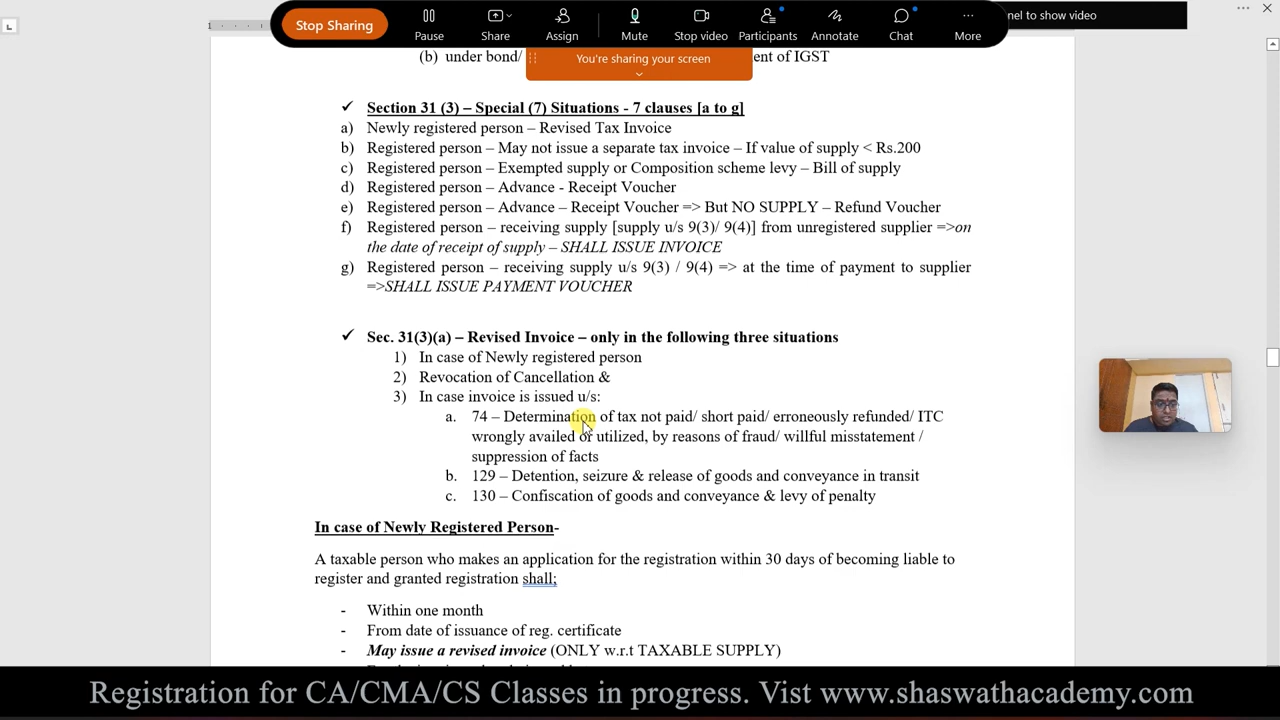 Stop Sharing
Pause
Share
Assign
Mute
Stop video
Participants
Annotate
Chat
More
nel to show video
You're sharing your screen
(b) under bond/ ent of IGST
Section 31 (3) – Special (7) Situations - 7 clauses [a to g]
a) Newly registered person – Revised Tax Invoice
b) Registered person – May not issue a separate tax invoice – If value of supply < Rs.200
c) Registered person – Exempted supply or Composition scheme levy – Bill of supply
d) Registered person – Advance - Receipt Voucher
e) Registered person – Advance – Receipt Voucher => But NO SUPPLY – Refund Voucher
f) Registered person – receiving supply [supply u/s 9(3)/ 9(4)] from unregistered supplier =>on
the date of receipt of supply – SHALL ISSUE INVOICE
g) Registered person – receiving supply u/s 9(3) / 9(4) => at the time of payment to supplier
=>SHALL ISSUE PAYMENT VOUCHER
Sec. 31(3)(a) – Revised Invoice – only in the following three situations
1) In case of Newly registered person
2) Revocation of Cancellation &
3) In case invoice is issued u/s:
a. 74 – Determination of tax not paid/ short paid/ erroneously refunded/ ITC
wrongly availed or utilized, by reasons of fraud/ willful misstatement /
suppression of facts
b. 129 – Detention, seizure & release of goods and conveyance in transit
c. 130 – Confiscation of goods and conveyance & levy of penalty
In case of Newly Registered Person-
A taxable person who makes an application for the registration within 30 days of becoming liable to
register and granted registration shall;
- Within one month
- From date of issuance of reg. certificate
- May issue a revised invoice (ONLY w.r.t TAXABLE SUPPLY)
Registration for CA/CMA/CS Classes in progress. Vist www.shaswathacademy.com